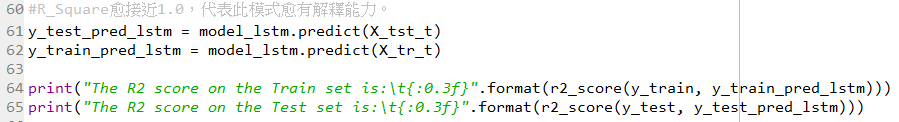 60 #R_Square愈接近1.0，代表此模式愈有解釋能力。
61 y_test_pred_lstm = model_lstm.predict(X_tst_t)
62 y_train_pred_lstm = model_lstm.predict(X_tr_t)
63
64 print("The R2 score on the Train set is:\t{:0.3f}".format(r2_score(y_train, y_train_pred_lstm)))
65 print("The R2 score on the Test set is:\t{:0.3f}".format(r2_score(y_test, y_test_pred_lstm)))